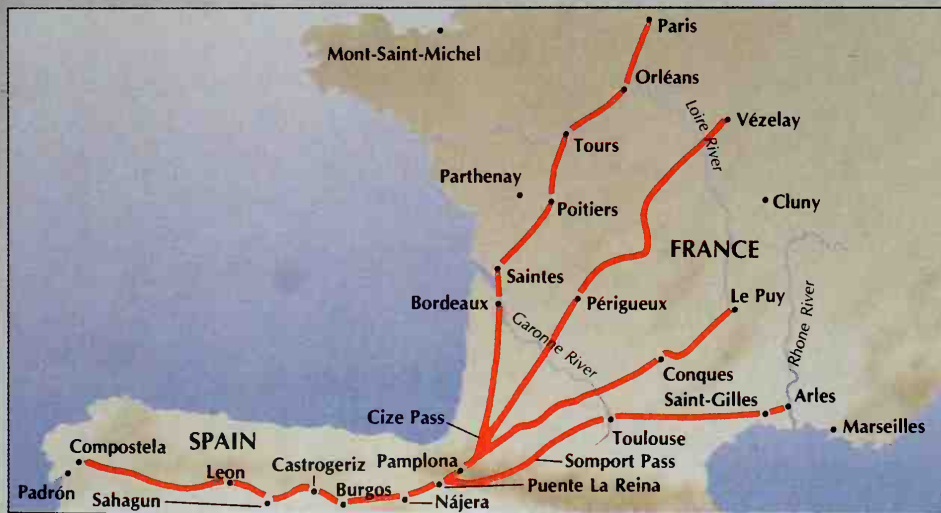 Paris
Mont-Saint-Michel
Orléans
Loire River
Vézelay
Tours
Parthenay
Poitiers
Cluny
FRANCE
Saintes
Bordeaux
Périgueux
Le Puy
Garonne River
Rhone River
Conques
Saint-Gilles
Arles
Cize Pass
Toulouse
Marseilles
SPAIN
Compostela
Castrogeriz
Pamplona
Somport Pass
Leon
Padrón
Burgos
Puente La Reina
Sahagun
Nájera